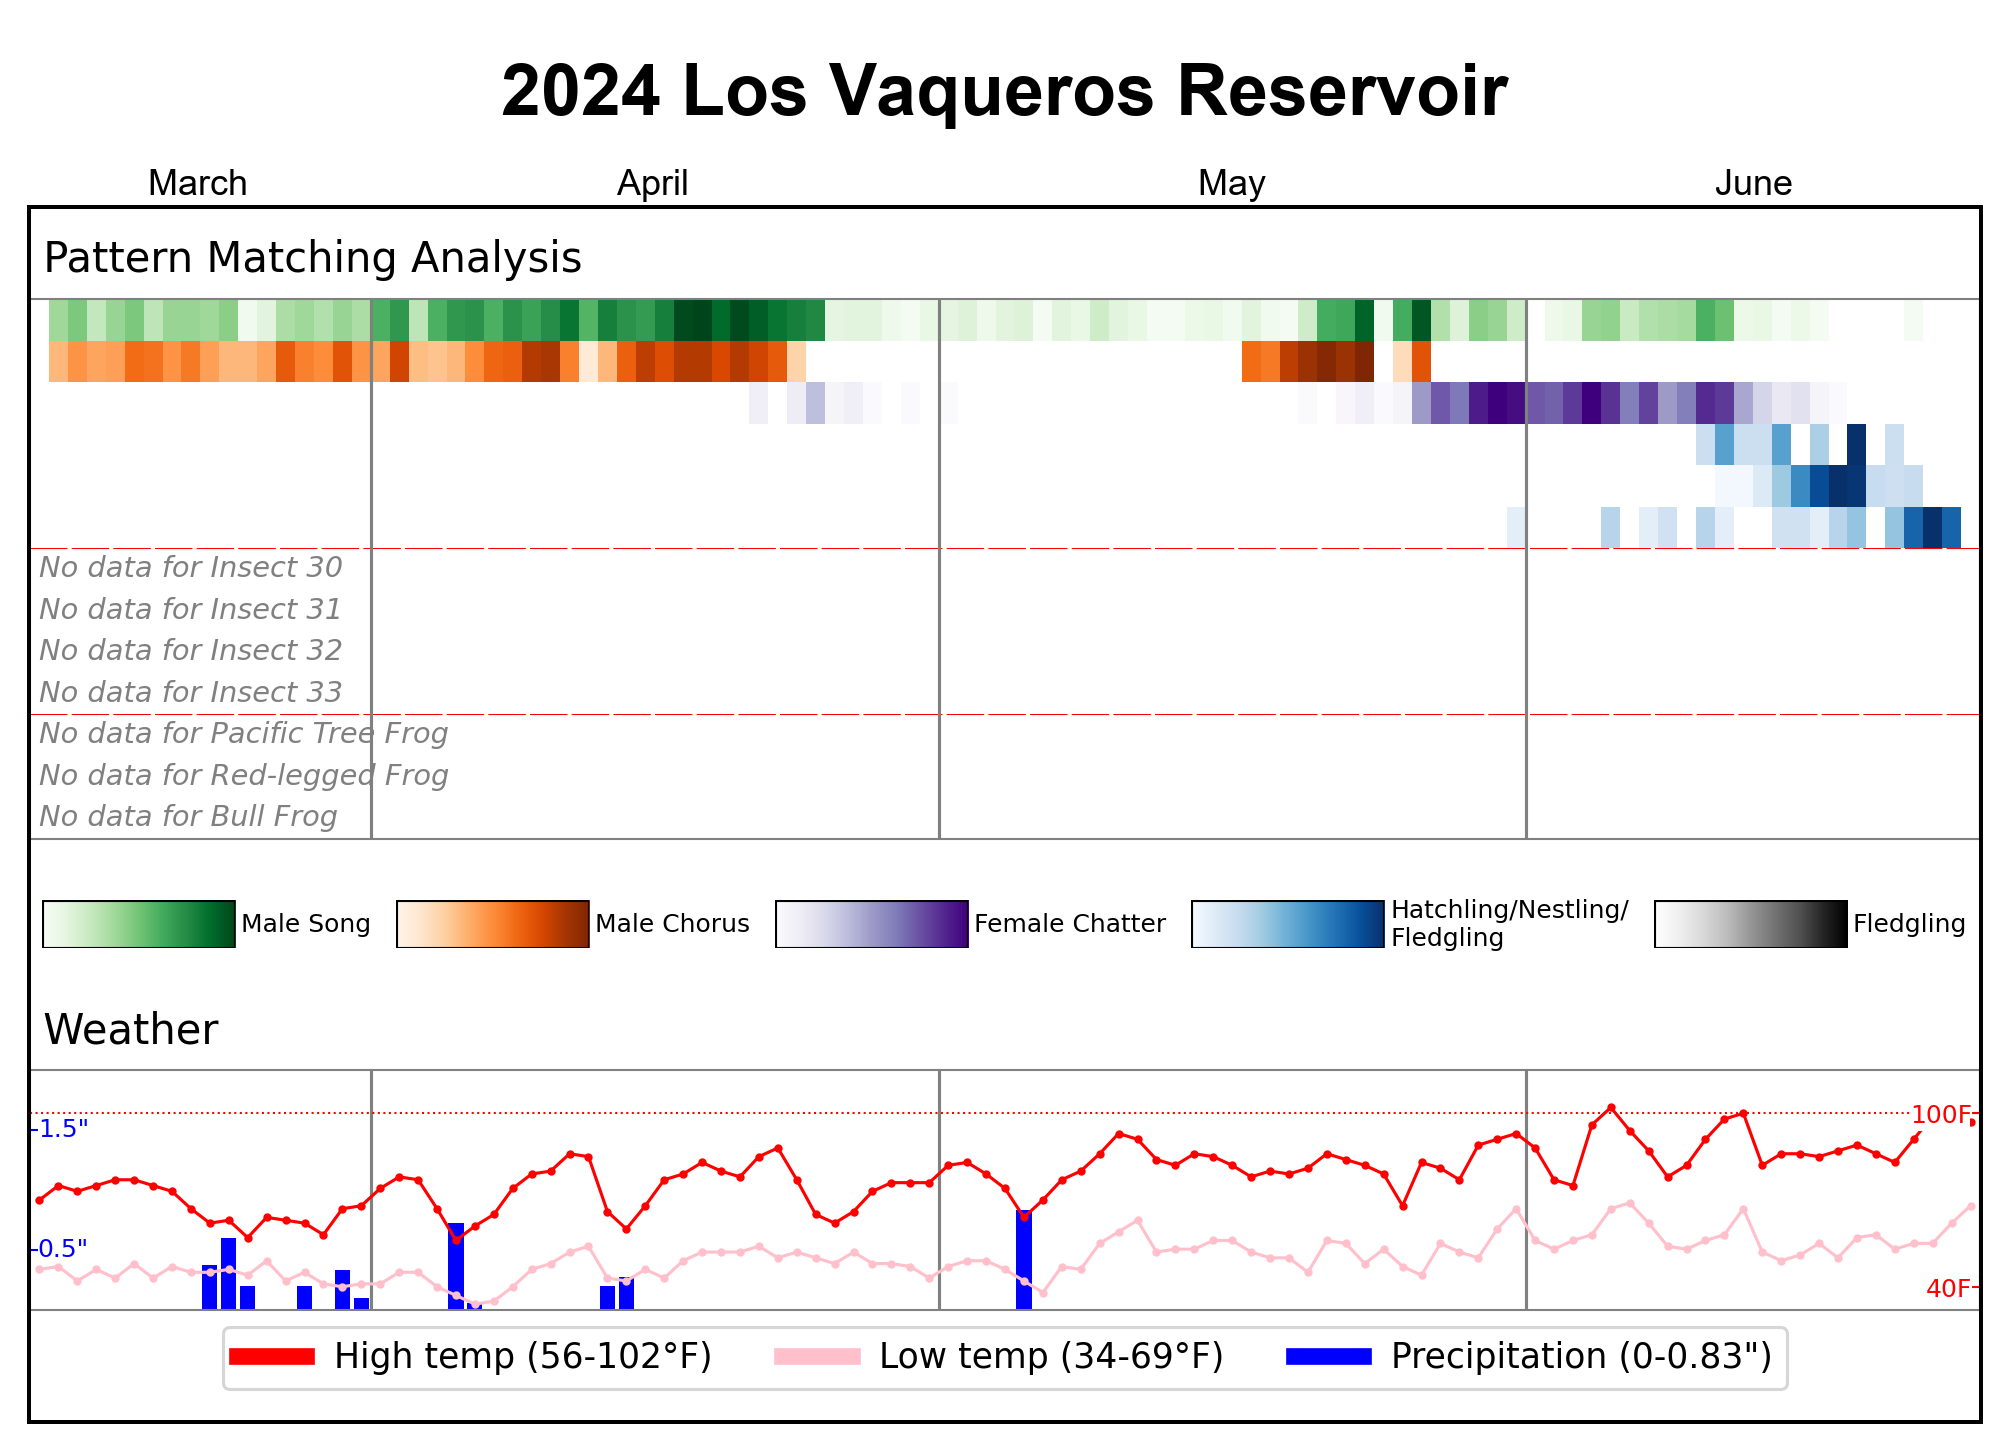 2024 Los Vaqueros Reservoir
March April May June
Pattern Matching Analysis
No data for Insect 30
No data for Insect 31
No data for Insect 32
No data for Insect 33
No data for Pacific Tree Frog
No data for Red-legged Frog
No data for Bull Frog
Male Song Male Chorus Female Chatter Hatchling/Nestling/
Fledgling Fledgling
Weather
1.5" 100F
0.5" 40F
High temp (56-102°F) Low temp (34-69°F) Precipitation (0-0.83")